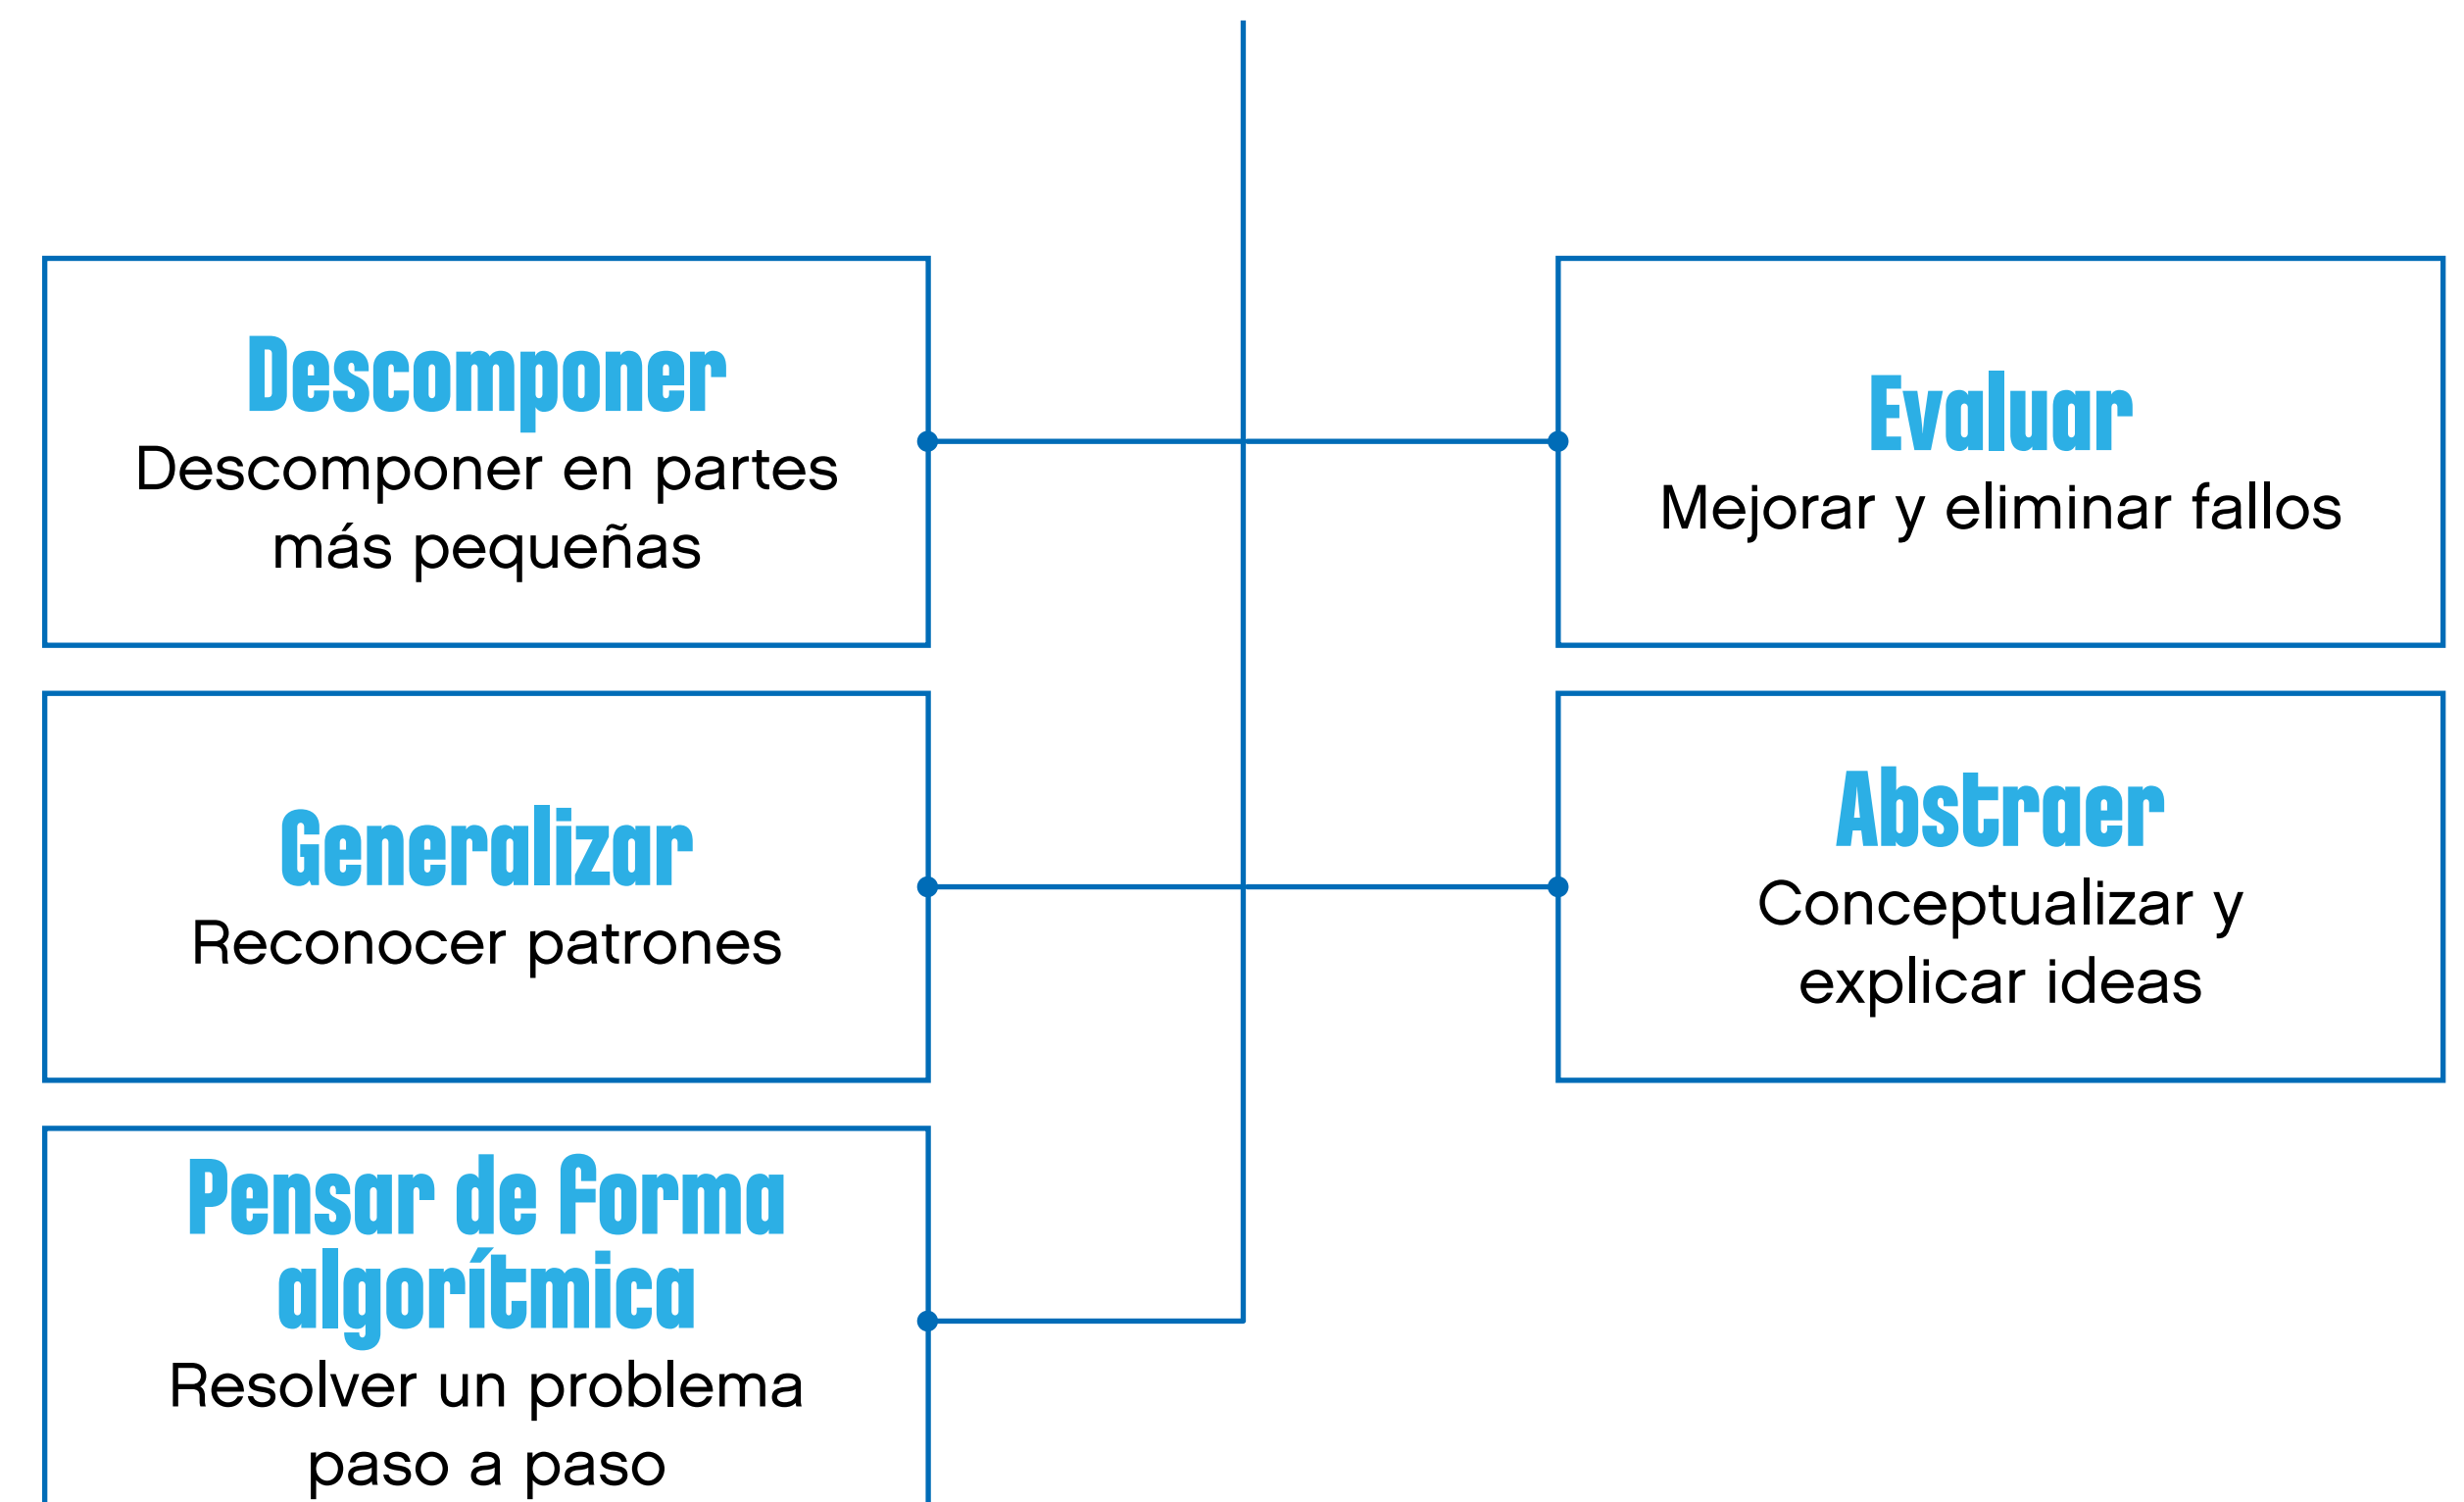 Descomponer
Descomponer en partes
más pequeñas
Evaluar
Mejorar y eliminar fallos
Generalizar
Reconocer patrones
Abstraer
Conceptualizar y
explicar ideas
Pensar de forma
algorítmica
Resolver un problema
paso a paso